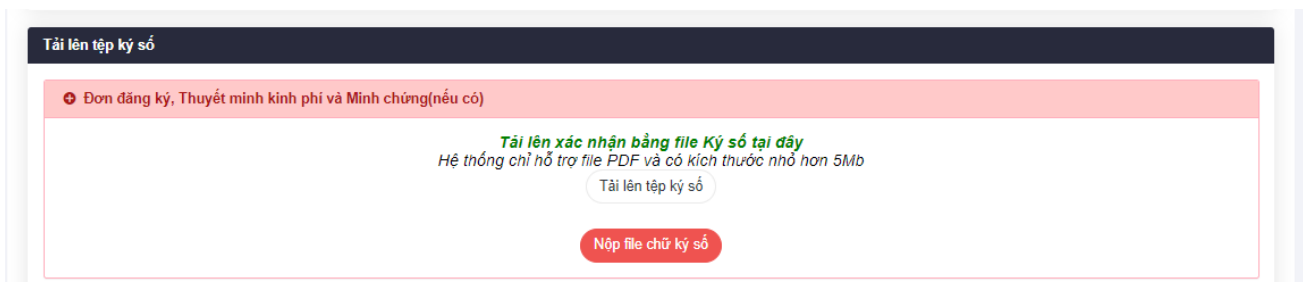 Tải lên tệp ký số
Đơn đăng ký, Thuyết minh kinh phí và Minh chứng(nếu có)
Tải lên xác nhận bằng file Ký số tại đây
Hệ thống chỉ hỗ trợ file PDF và có kích thước nhỏ hơn 5Mb
Tải lên tệp ký số
Nộp file chữ ký số